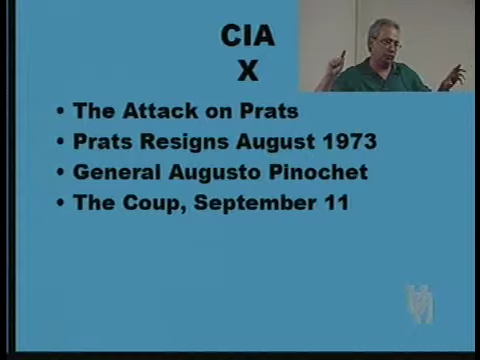 CIA
X
• The Attack on Prats
• Prats Resigns August 1973
• General Augusto Pinochet
• The Coup, September 11